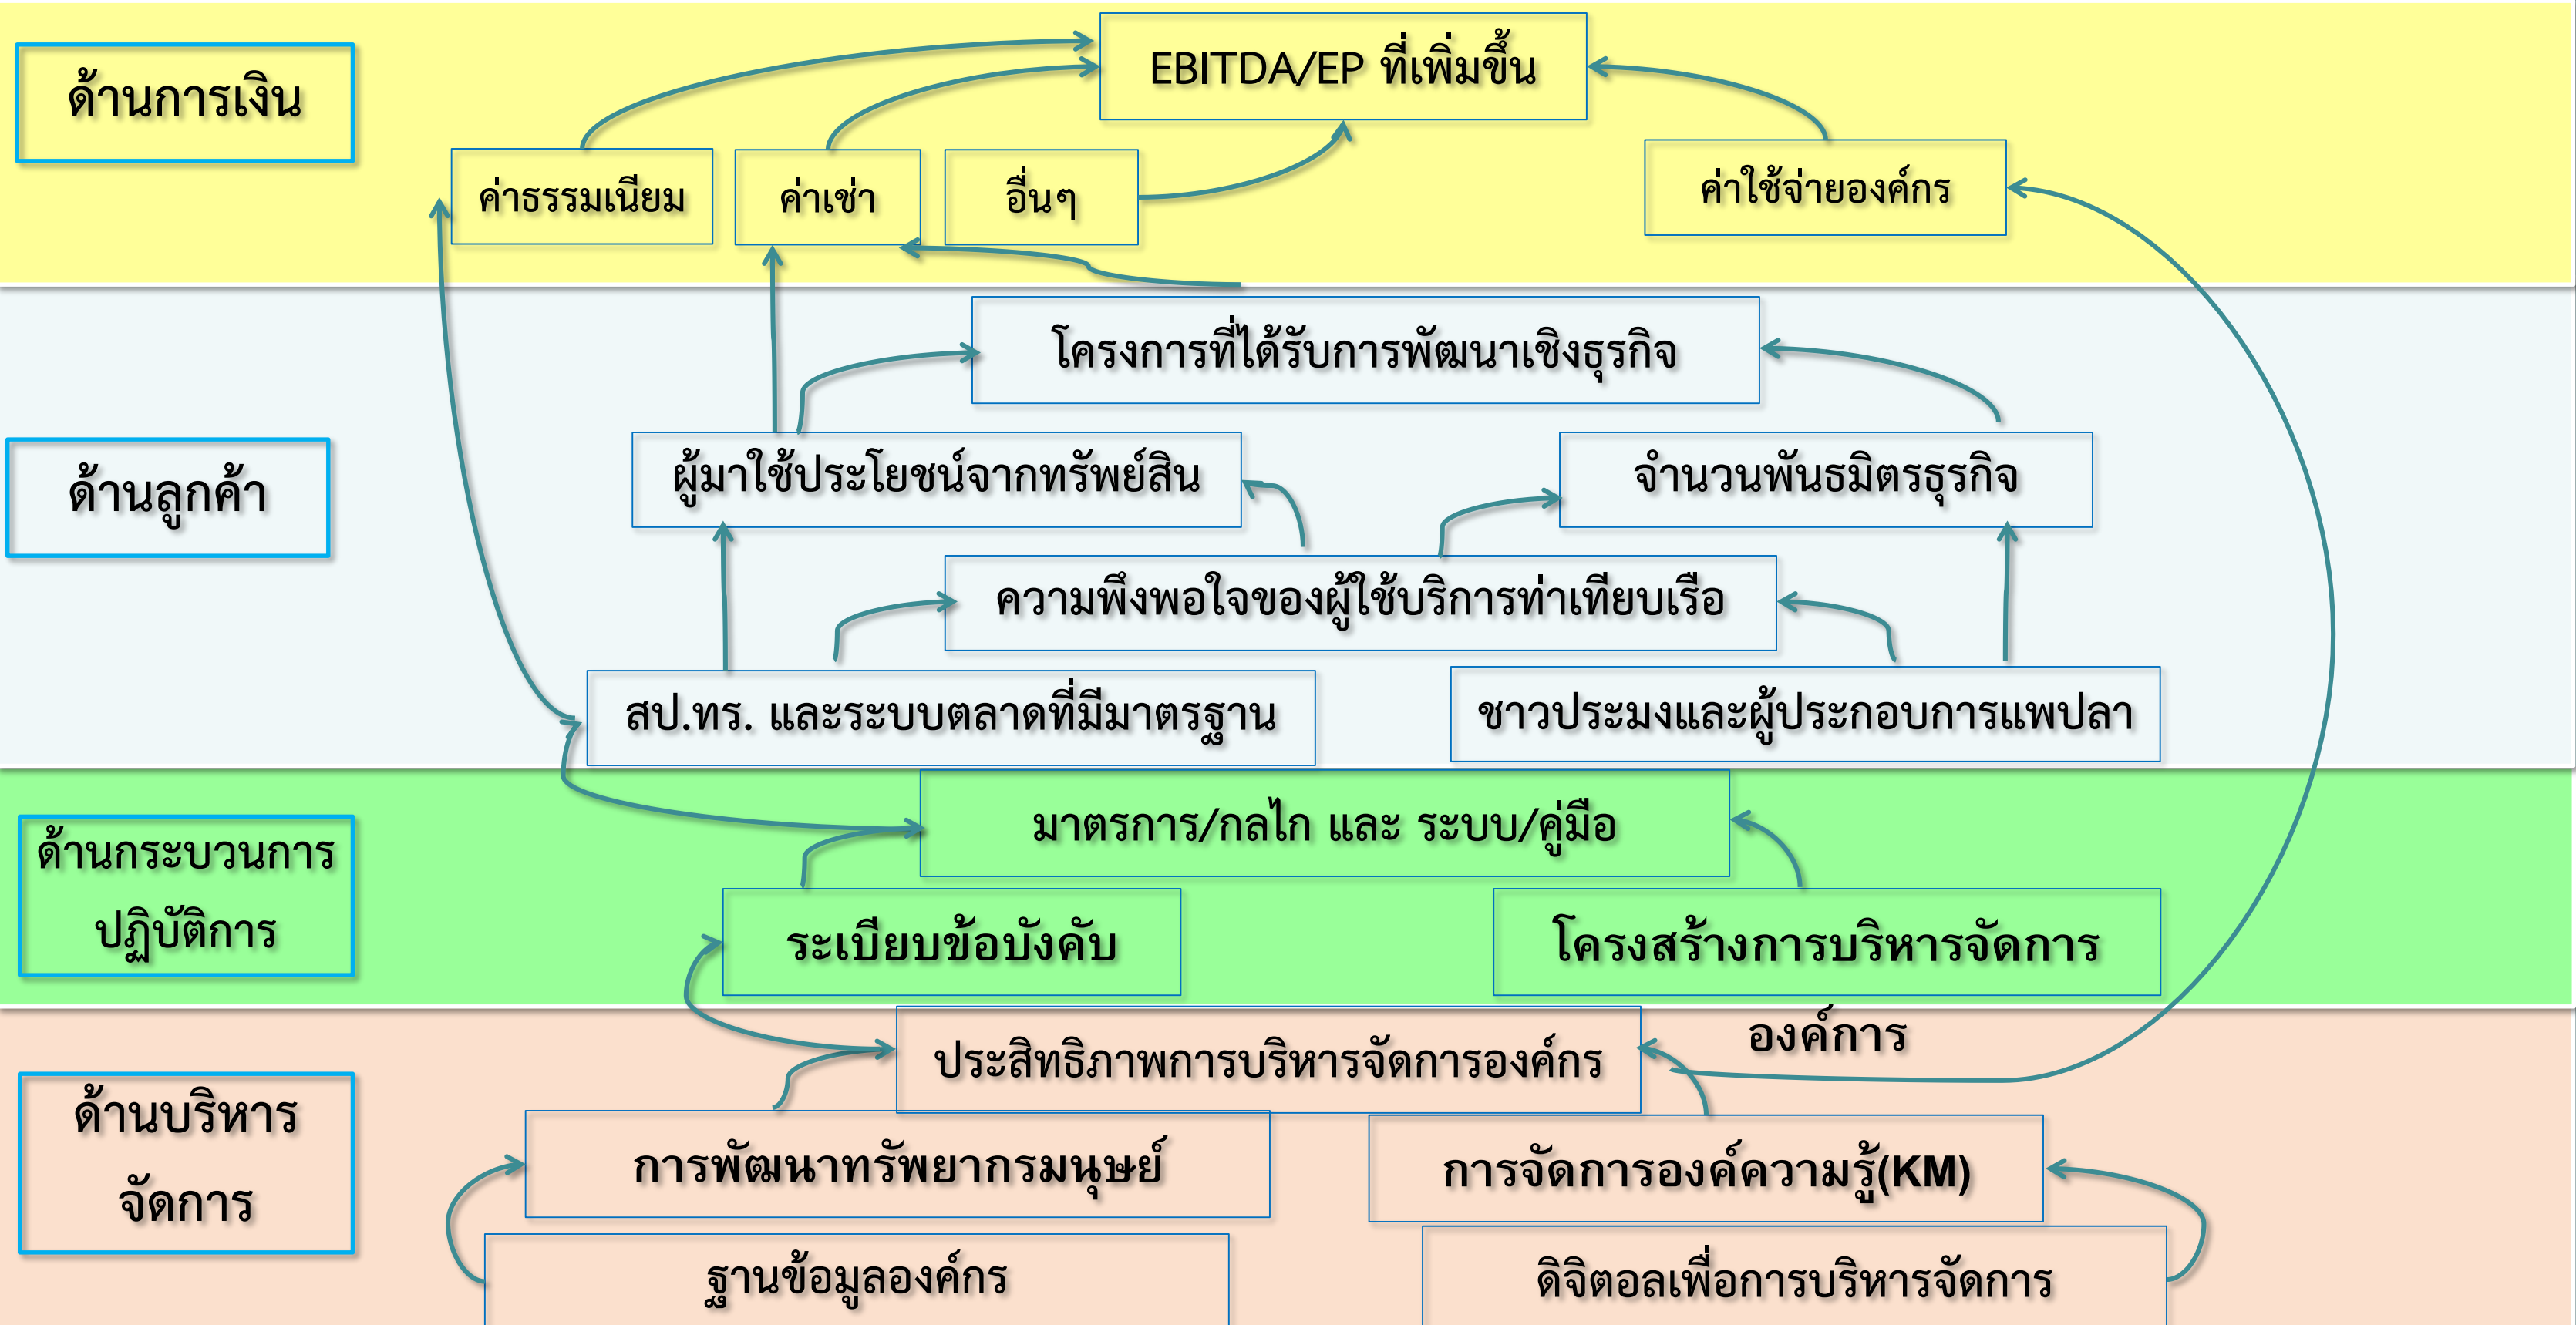 ด้านการเงิน
EBITDA/EP ที่เพิ่มขึ้น
ค่าธรรมเนียม
ค่าเช่า
อื่นๆ
ค่าใช้จ่ายองค์กร
ด้านลูกค้า
โครงการที่ได้รับการพัฒนาเชิงธุรกิจ
ผู้มาใช้ประโยชน์จากทรัพย์สิน
จำนวนพันธมิตรธุรกิจ
ความพึงพอใจของผู้ใช้บริการท่าเทียบเรือ
สป.ทร. และระบบตลาดที่มีมาตรฐาน
ชาวประมงและผู้ประกอบการแพปลา
ด้านกระบวนการ
ปฏิบัติการ
มาตรการ/กลไก และ ระบบ/คู่มือ
ระเบียบข้อบังคับ
โครงสร้างการบริหารจัดการ
องค์การ
ด้านบริหาร
จัดการ
ประสิทธิภาพการบริหารจัดการองค์กร
การพัฒนาทรัพยากรมนุษย์
การจัดการองค์ความรู้(KM)
ฐานข้อมูลองค์กร
ดิจิตอลเพื่อการบริหารจัดการ